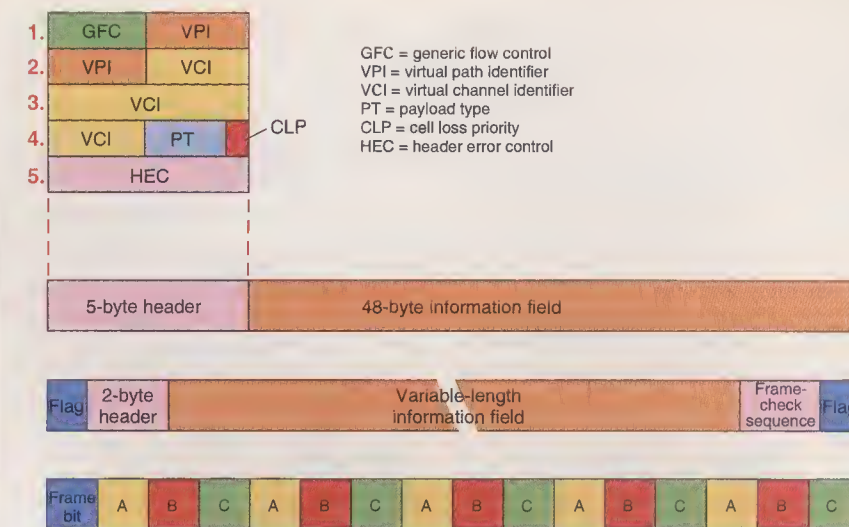 1. GFC VPI
2. VPI VCI
3. VCI
4. VCI PT CLP
5. HEC
GFC = generic flow control
VPI = virtual path identifier
VCI = virtual channel identifier
PT = payload type
CLP = cell loss priority
HEC = header error control
5-byte header 48-byte information field
Flag 2-byte header Variable-length information field Frame-check sequence
Frame bit A B C A B C A B C A B C A B C